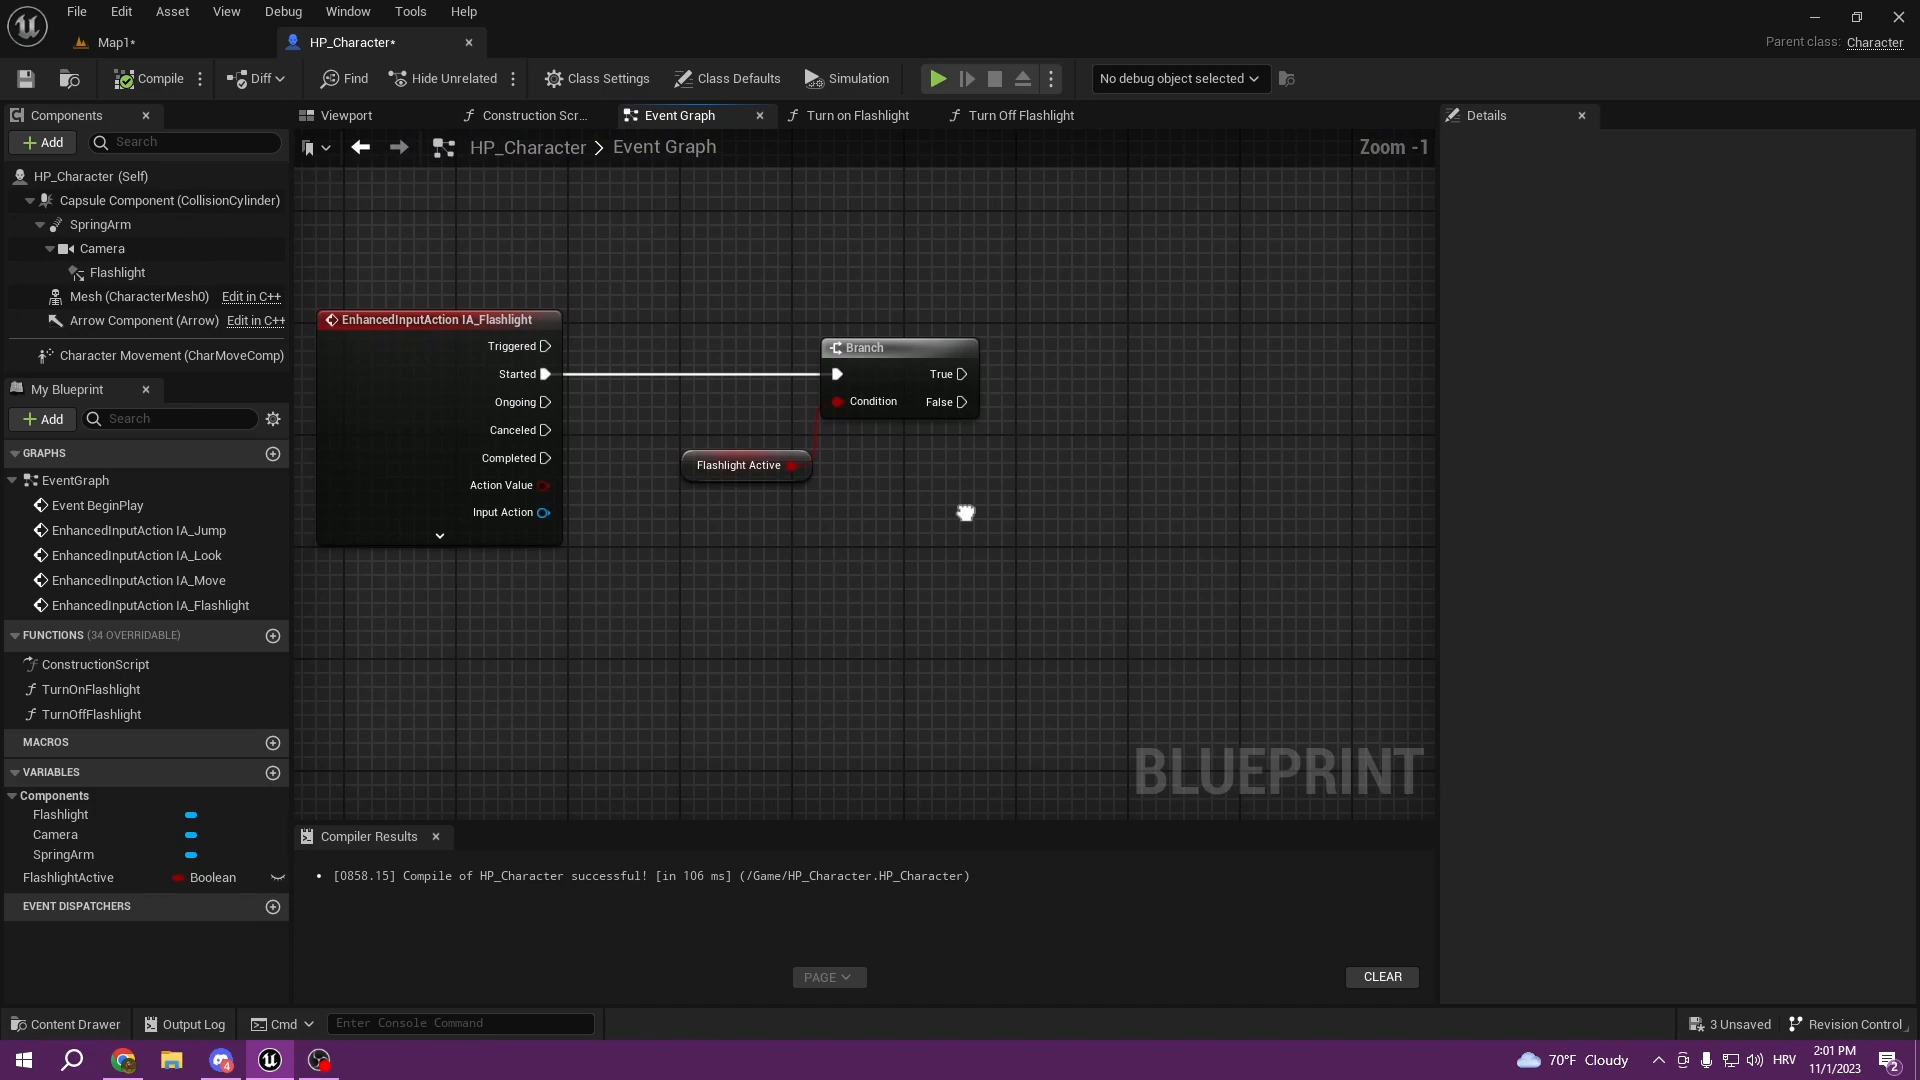 File Edit Asset View Debug Window Tools Help
Map1*
HP_Character*
Parent class: Character
Compile
Diff
Find
Hide Unrelated
Class Settings
Class Defaults
Simulation
No debug object selected
Components
Viewport
Construction Scr...
Event Graph
Turn on Flashlight
Turn Off Flashlight
Details
Add
Search
HP_Character > Event Graph
Zoom -1
HP_Character (Self)
Capsule Component (CollisionCylinder)
SpringArm
Camera
Flashlight
Mesh (CharacterMesh0) Edit in C++
Arrow Component (Arrow) Edit in C++
Character Movement (CharMoveComp)
EnhancedInputAction IA_Flashlight
Triggered
Started
Ongoing
Canceled
Completed
Action Value
Input Action
Branch
True
Condition
False
Flashlight Active
My Blueprint
Add
Search
GRAPHS
EventGraph
Event BeginPlay
EnhancedInputAction IA_Jump
EnhancedInputAction IA_Look
EnhancedInputAction IA_Move
EnhancedInputAction IA_Flashlight
FUNCTIONS (34 OVERRIDABLE)
ConstructionScript
TurnOnFlashlight
TurnOffFlashlight
MACROS
VARIABLES
Components
Flashlight
Camera
SpringArm
FlashlightActive Boolean
EVENT DISPATCHERS
BLUEPRINT
Compiler Results
[0858.15] Compile of HP_Character successful! [in 106 ms] (/Game/HP_Character.HP_Character)
PAGE
CLEAR
Content Drawer
Output Log
Cmd
Enter Console Command
3 Unsaved
Revision Control
4
70°F Cloudy
HRV
2:01 PM
11/1/2023
2